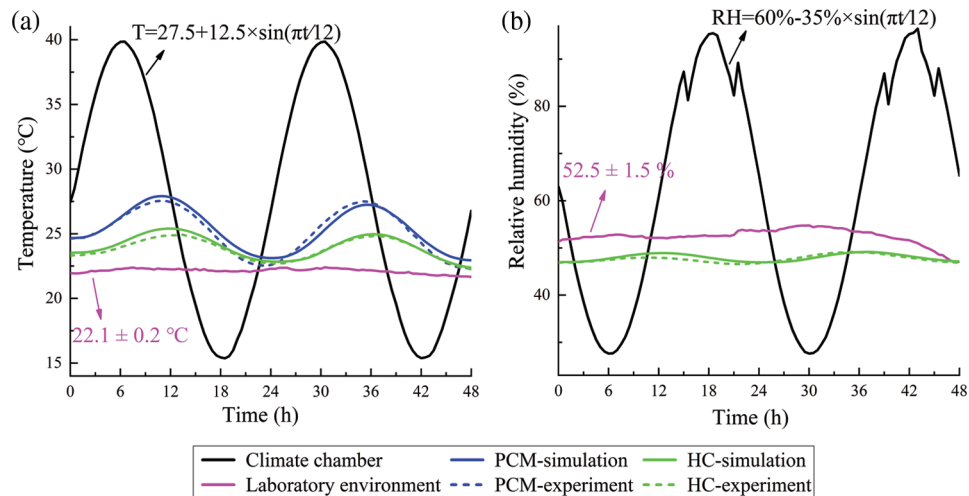 (a)
T=27.5+12.5×sin(πt/12)
40
35
30
25
20
15
Temperature (℃)
22.1 ± 0.2 ℃
0 6 12 18 24 30 36 42 48
Time (h)
(b)
RH=60%-35%×sin(πt/12)
80
60
40
Relative humidity (%)
52.5 ± 1.5 %
0 6 12 18 24 30 36 42 48
Time (h)
Climate chamber PCM-simulation HC-simulation
Laboratory environment PCM-experiment HC-experiment